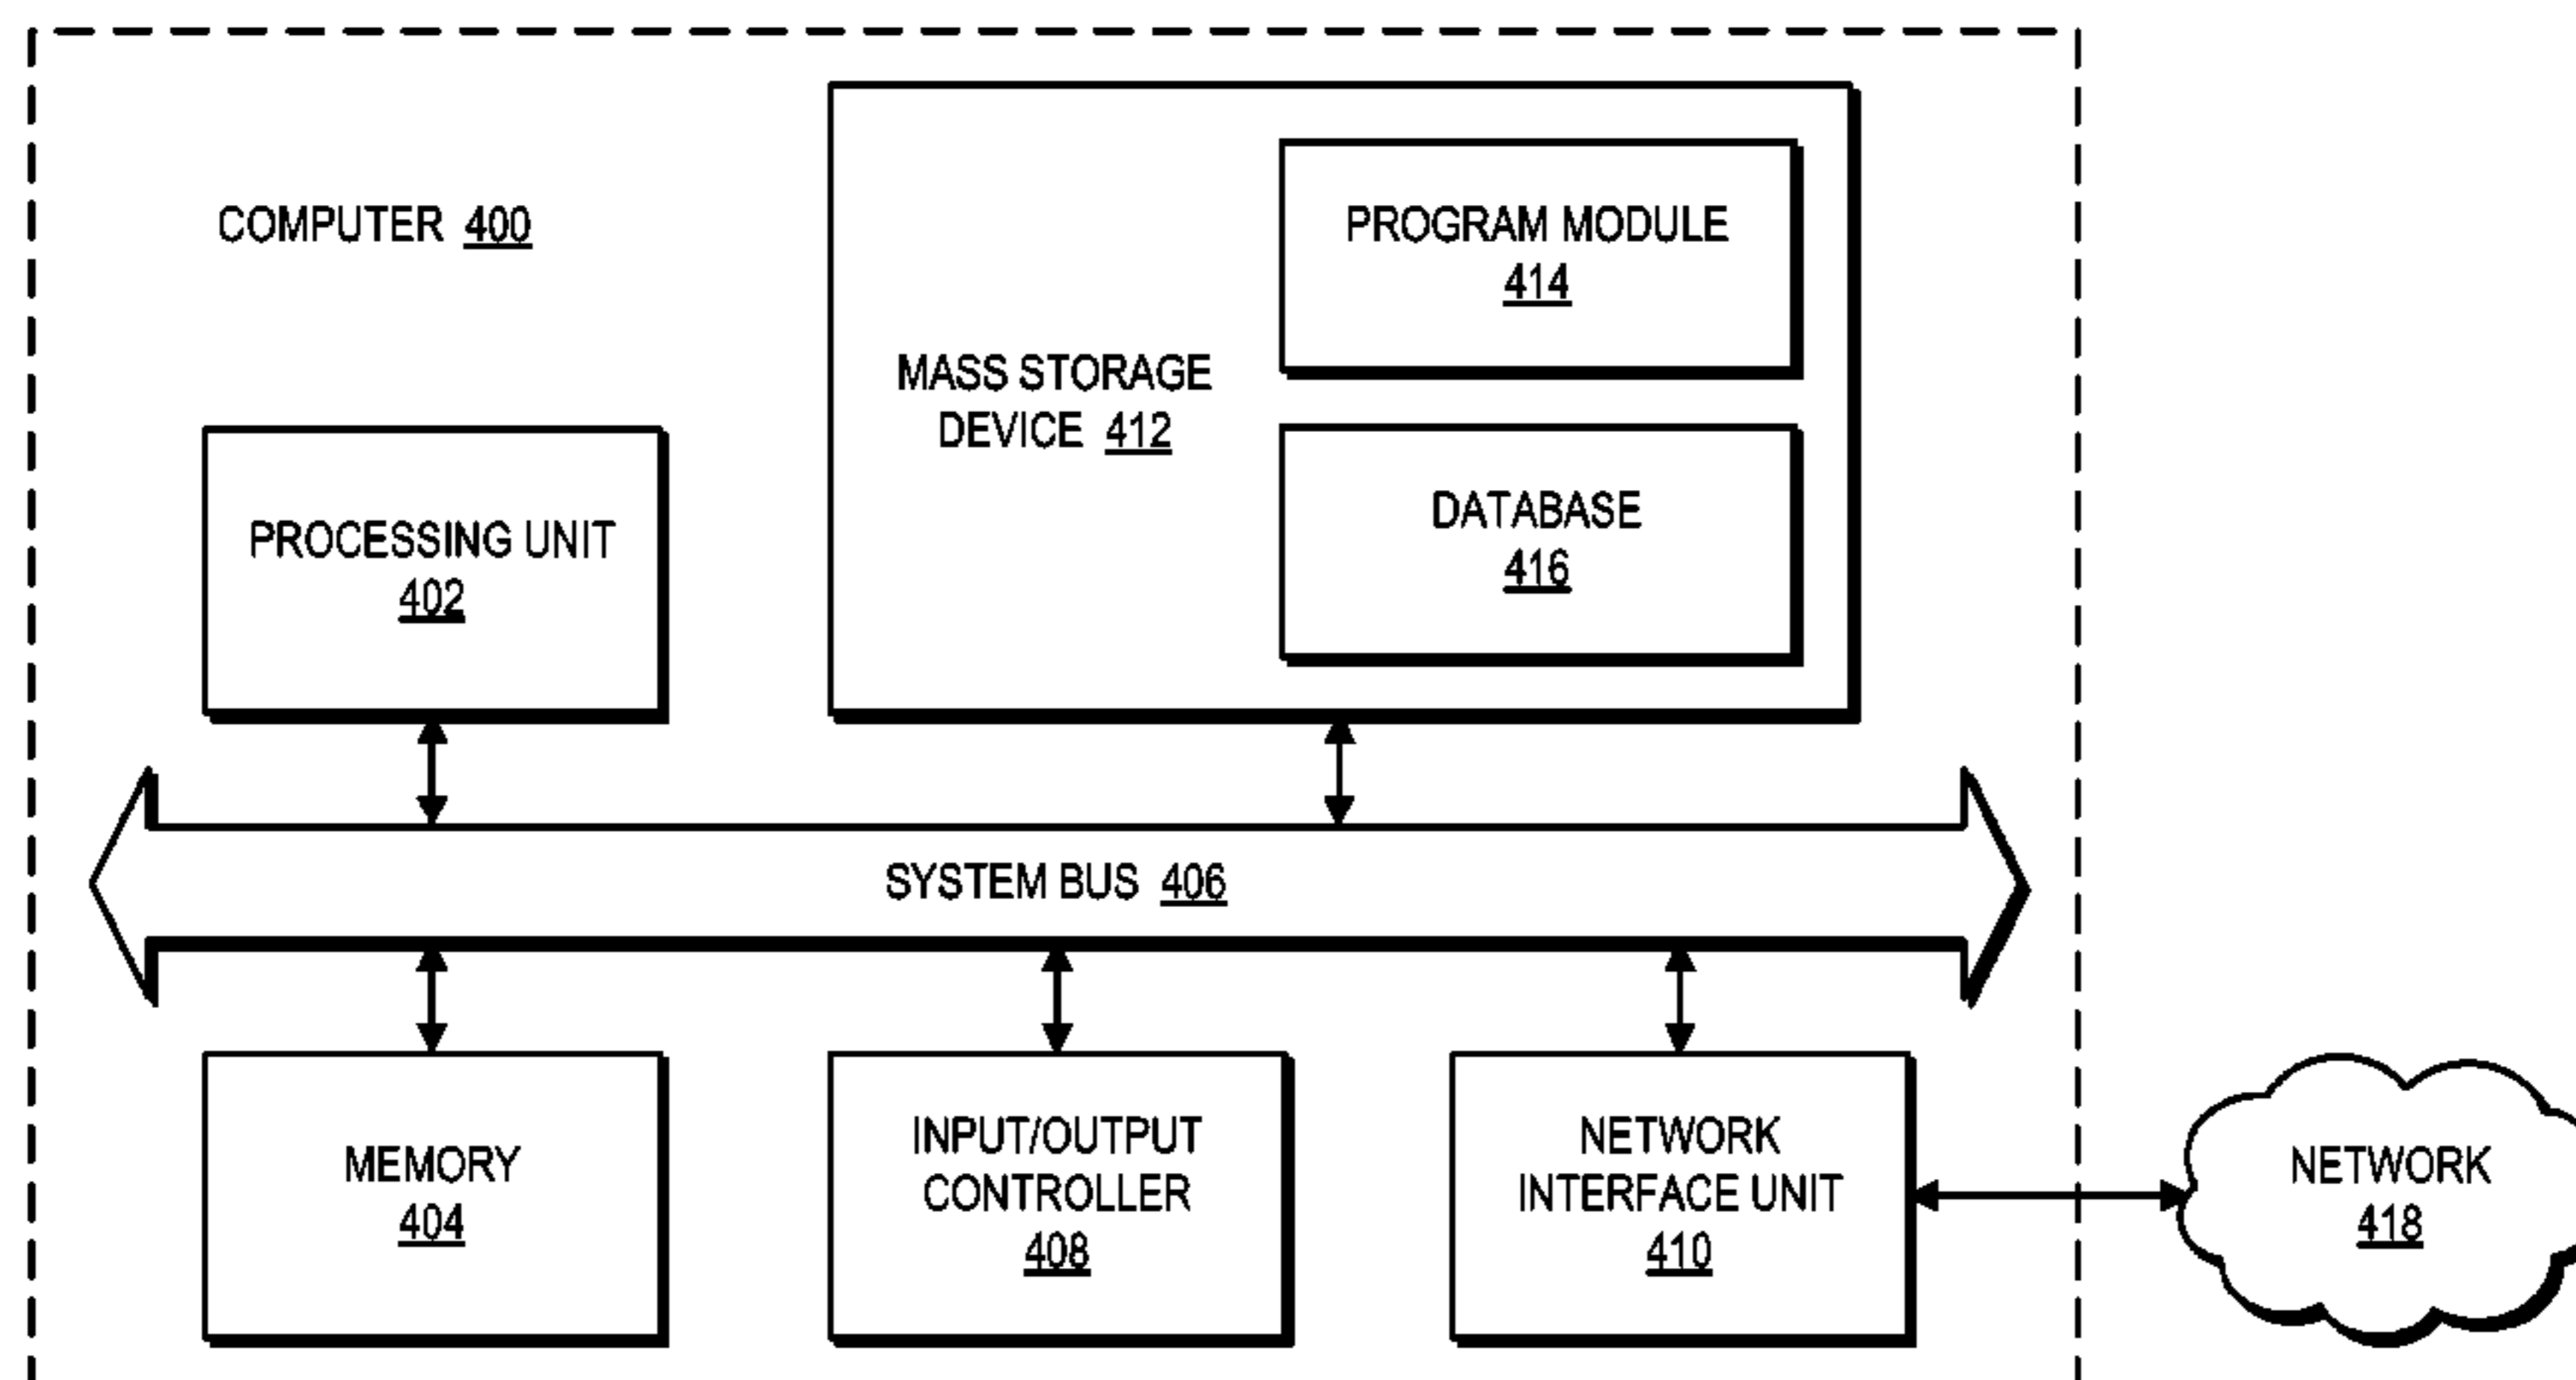 COMPUTER 400
PROGRAM MODULE
414
MASS STORAGE
DEVICE 412
DATABASE
416
PROCESSING UNIT
402
SYSTEM BUS 406
MEMORY
404
INPUT/OUTPUT
CONTROLLER
408
NETWORK
INTERFACE UNIT
410
NETWORK
418